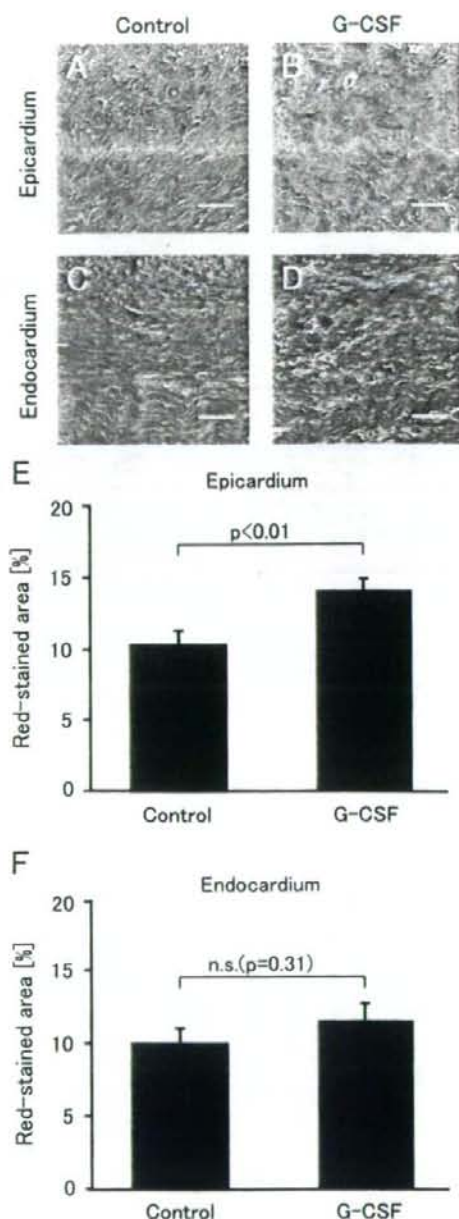 Control G-CSF
Epicardium
A B
Endocardium
C D
E
Epicardium
Red-stained area [%]
20
15
10
5
0
p<0.01
Control G-CSF
F
Endocardium
Red-stained area [%]
20
15
10
5
0
n.s.(p=0.31)
Control G-CSF